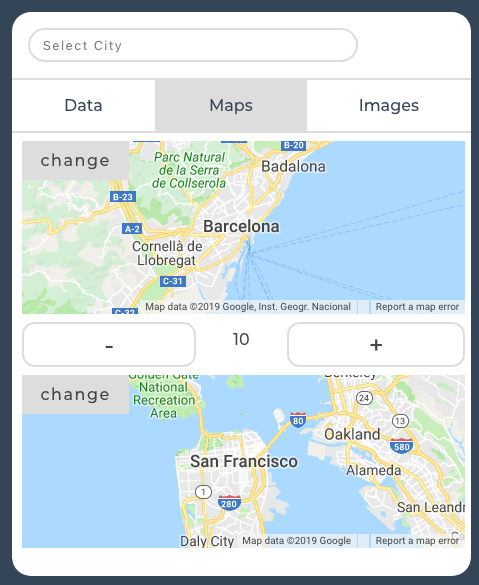 Select City
Data Maps Images
change
B-20
Badalona
Parc Natural
de la Serra
de Collserola
B-23
A-2
Barcelona
Cornellà de
Llobregat
C-31
C-32
Map data ©2019 Google, Inst. Geogr. Nacional Report a map error
- 10 +
change
Golden Gate
National
Recreation
Area
Berkeley
24
13
80
Oakland
580
San Francisco
Alameda
1
280
San Leandr
Daly City
Map data ©2019 Google Report a map error